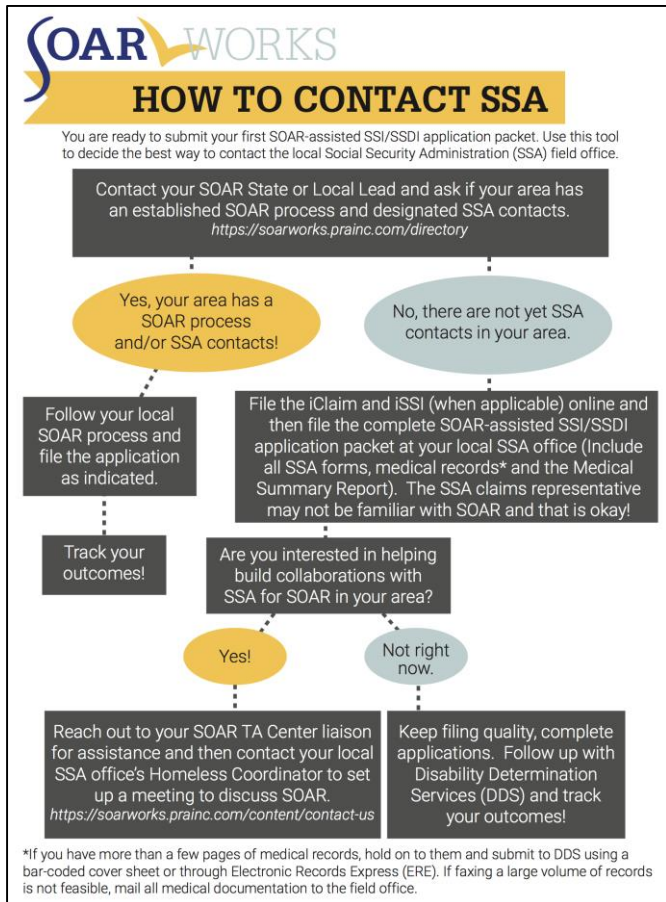 SOAR WORKS
HOW TO CONTACT SSA
You are ready to submit your first SOAR-assisted SSI/SSDI application packet. Use this tool
to decide the best way to contact the local Social Security Administration (SSA) field office.
Contact your SOAR State or Local Lead and ask if your area has
an established SOAR process and designated SSA contacts.
https://soarworks.prainc.com/directory
Yes, your area has a
SOAR process
and/or SSA contacts!
No, there are not yet SSA
contacts in your area.
Follow your local
SOAR process and
file the application
as indicated.
File the iClaim and iSSI (when applicable) online and
then file the complete SOAR-assisted SSI/SSDI
application packet at your local SSA office (Include
all SSA forms, medical records* and the Medical
Summary Report). The SSA claims representative
may not be familiar with SOAR and that is okay!
Track your
outcomes!
Are you interested in helping
build collaborations with
SSA for SOAR in your area?
Yes!
Not right
now.
Reach out to your SOAR TA Center liaison
for assistance and then contact your local
SSA office's Homeless Coordinator to set
up a meeting to discuss SOAR.
https://soarworks.prainc.com/content/contact-us
Keep filing quality, complete
applications. Follow up with
Disability Determination
Services (DDS) and track
your outcomes!
*If you have more than a few pages of medical records, hold on to them and submit to DDS using a
bar-coded cover sheet or through Electronic Records Express (ERE). If faxing a large volume of records
is not feasible, mail all medical documentation to the field office.